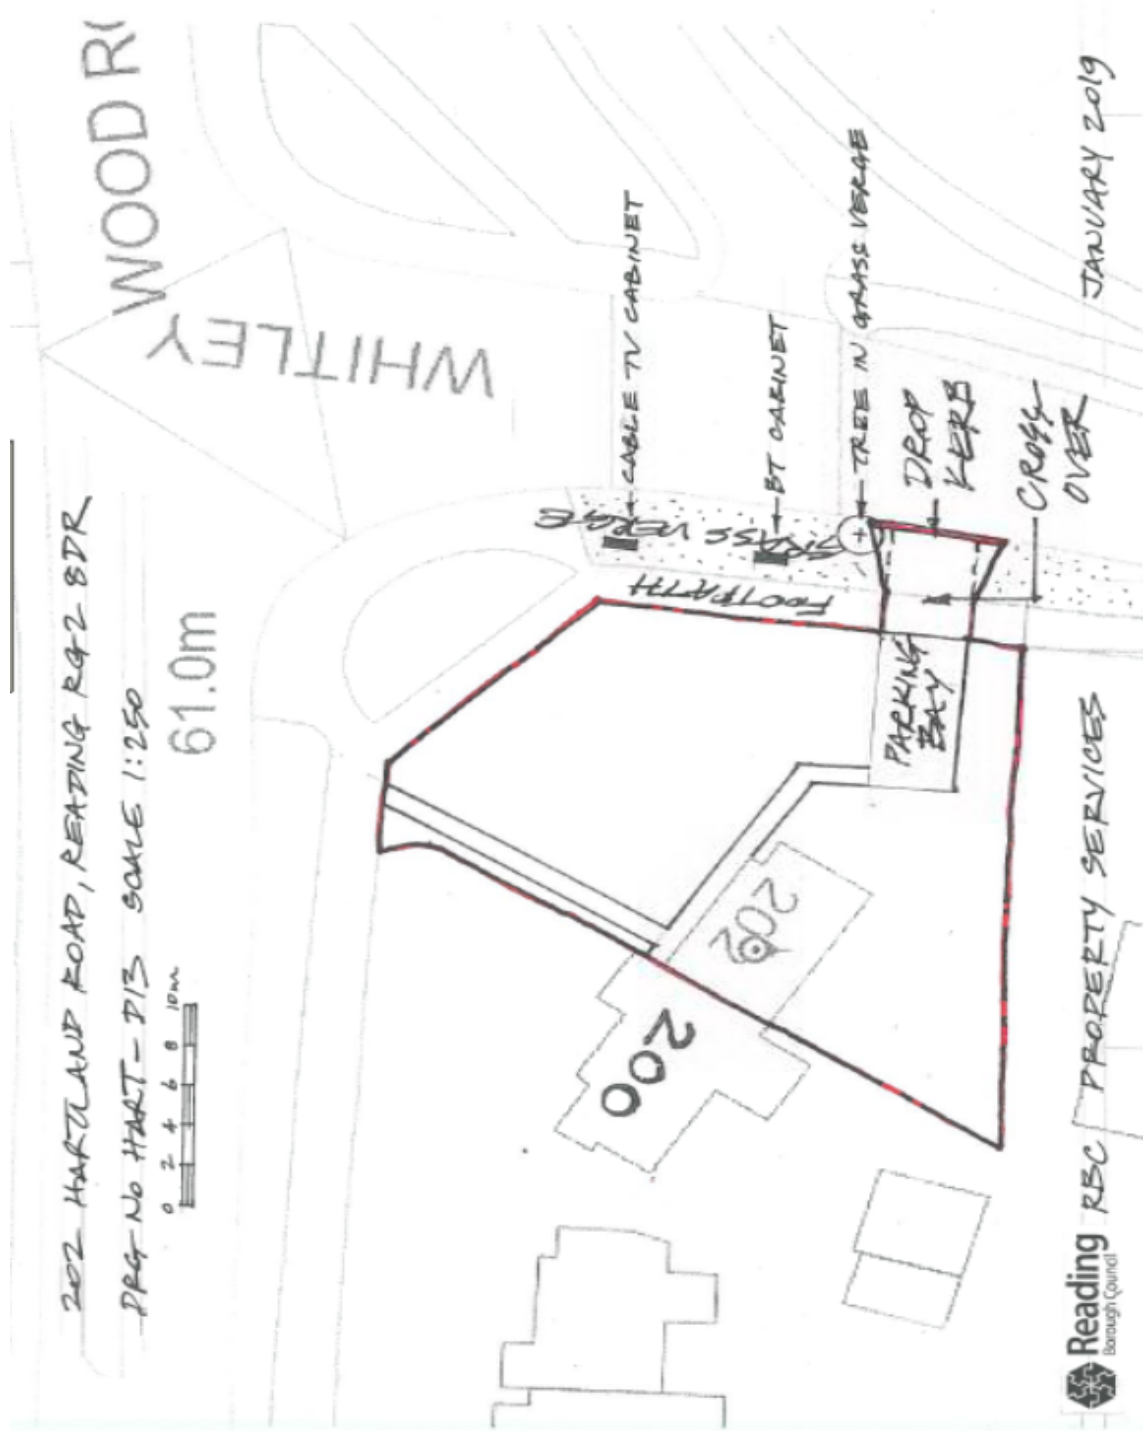 202 HARTLAND ROAD, READING RG2 8DR
DRG No HART - D13 SCALE 1:250
0 2 4 6 8 10m
61.0m
WHITLEY
WOOD R
CABLE TV CABINET
BT CABINET
TREE IN GRASS VERGE
DROP
KERB
CROSS
OVER
GRASS VERGE
FOOTPATH
PARKING
BAY
202
200
Reading
Borough Council
RBC PROPERTY SERVICES
JANUARY 2019